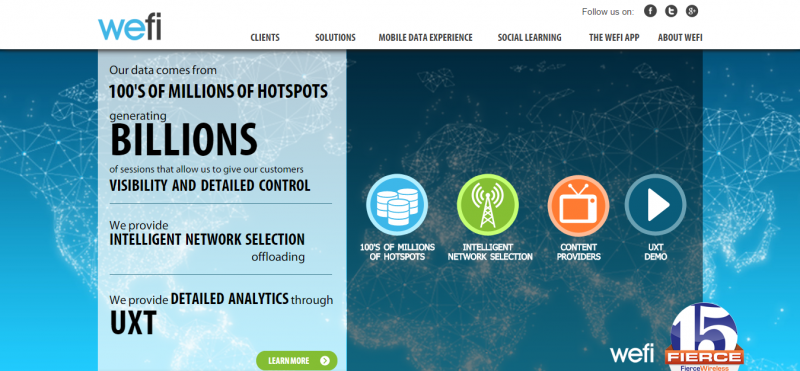 Follow us on:
wefi
CLIENTS
SOLUTIONS
MOBILE DATA EXPERIENCE
SOCIAL LEARNING
THE WEFI APP
ABOUT WEFI
Our data comes from
100'S OF MILLIONS OF HOTSPOTS
generating
BILLIONS
of sessions that allow us to give our customers
VISIBILITY AND DETAILED CONTROL
We provide
INTELLIGENT NETWORK SELECTION
offloading
We provide DETAILED ANALYTICS through
UXT
LEARN MORE
100'S OF MILLIONS
OF HOTSPOTS
INTELLIGENT
NETWORK SELECTION
CONTENT
PROVIDERS
UXT
DEMO
wefi
15
FIERCE
FierceWireless